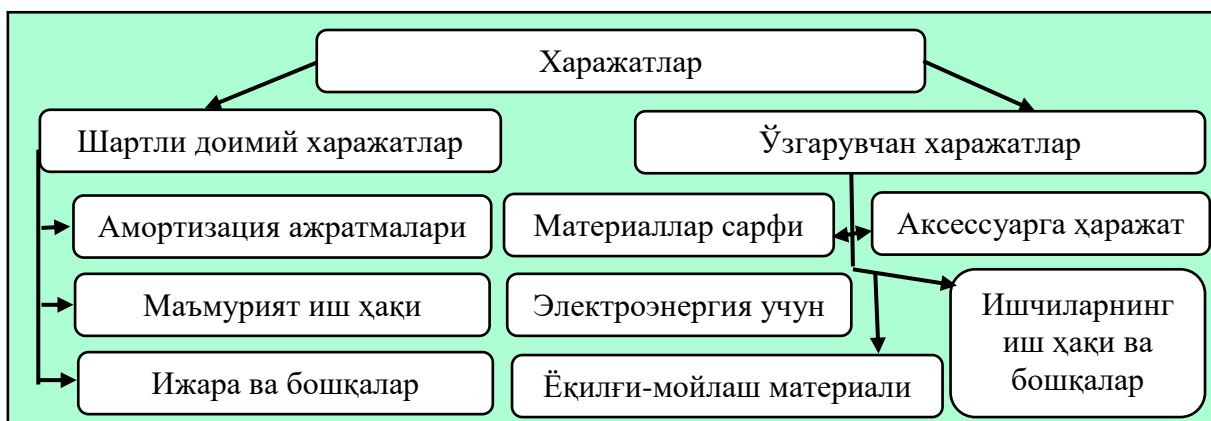 Харажатлар
Шартли доимий харажатлар
Ўзгарувчан харажатлар
Амортизация ажратмалари
Материаллар сарфи
Аксессуарга ҳаражат
Маъмурият иш ҳақи
Электроэнергия учун
Ишчиларнинг
иш ҳақи ва
бошқалар
Ижара ва бошқалар
Ёқилғи-мойлаш материали